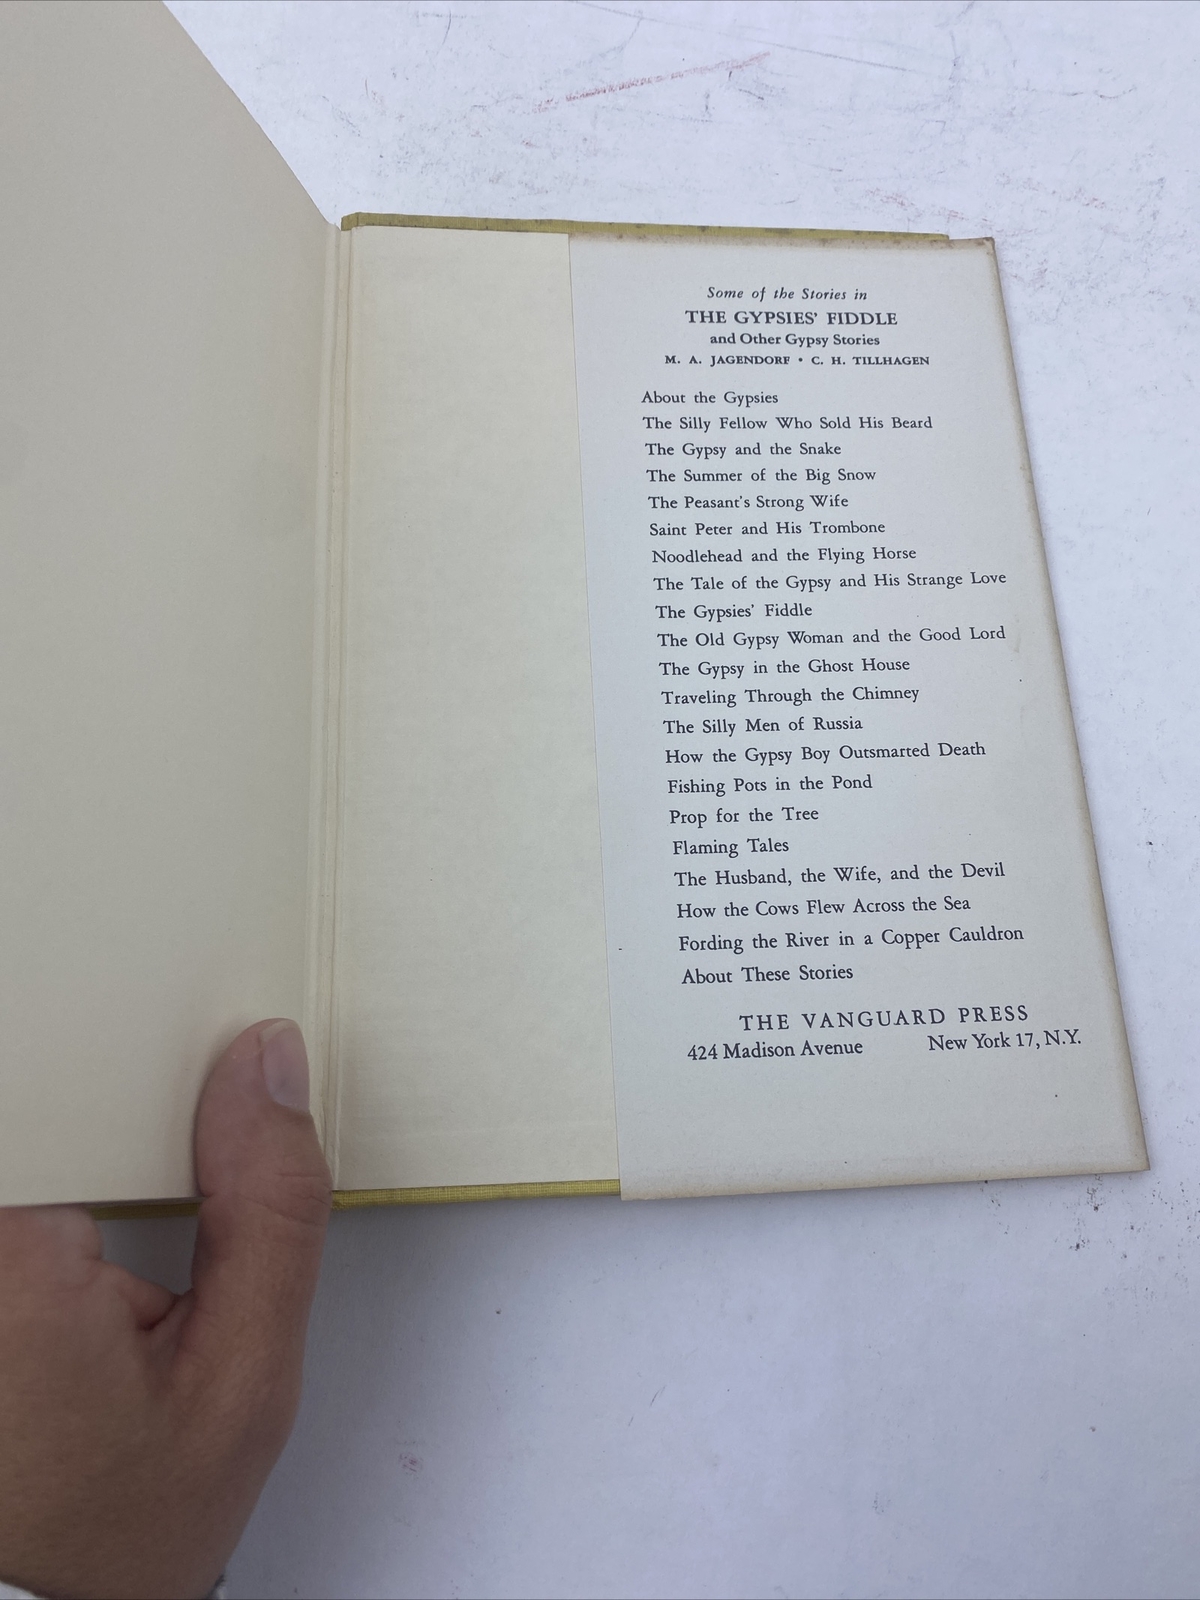 Some of the Stories in
THE GYPSIES' FIDDLE
and Other Gypsy Stories
M. A. JAGENDORF • C. H. TILLHAGEN
About the Gypsies
The Silly Fellow Who Sold His Beard
The Gypsy and the Snake
The Summer of the Big Snow
The Peasant's Strong Wife
Saint Peter and His Trombone
Noodlehead and the Flying Horse
The Tale of the Gypsy and His Strange Love
The Gypsies' Fiddle
The Old Gypsy Woman and the Good Lord
The Gypsy in the Ghost House
Traveling Through the Chimney
The Silly Men of Russia
How the Gypsy Boy Outsmarted Death
Fishing Pots in the Pond
Prop for the Tree
Flaming Tales
The Husband, the Wife, and the Devil
How the Cows Flew Across the Sea
Fording the River in a Copper Cauldron
About These Stories
THE VANGUARD PRESS
424 Madison Avenue New York 17, N.Y.